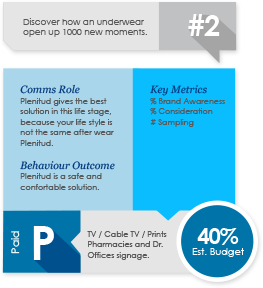 Discover how an underwear
open up 1000 new moments.
#2
Comms Role
Plenitud gives the best
solution in this life stage,
because your life style is
not the same after wear
Plenitud.
Behaviour Outcome
Plenitud is a safe and
confortable solution.
Key Metrics
% Brand Awareness
% Consideration
# Sampling
Paid
P
TV / Cable TV / Prints
Pharmacies and Dr.
Offices signage.
40%
Est. Budget